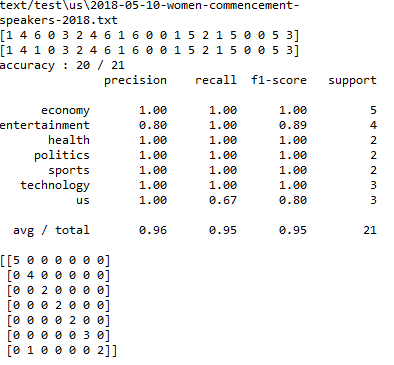 text/test\us\2018-05-10-women-commencement-
speakers-2018.txt
[1 4 6 0 3 2 4 6 1 6 0 0 1 5 2 1 5 0 0 5 3]
[1 4 1 0 3 2 4 6 1 6 0 0 1 5 2 1 5 0 0 5 3]
accuracy : 20 / 21
precision recall f1-score support
economy 1.00 1.00 1.00 5
entertainment 0.80 1.00 0.89 4
health 1.00 1.00 1.00 2
politics 1.00 1.00 1.00 2
sports 1.00 1.00 1.00 2
technology 1.00 1.00 1.00 3
us 1.00 0.67 0.80 3
avg / total 0.96 0.95 0.95 21
[[5 0 0 0 0 0 0]
[0 4 0 0 0 0 0]
[0 0 2 0 0 0 0]
[0 0 0 2 0 0 0]
[0 0 0 0 2 0 0]
[0 0 0 0 0 3 0]
[0 1 0 0 0 0 2]]